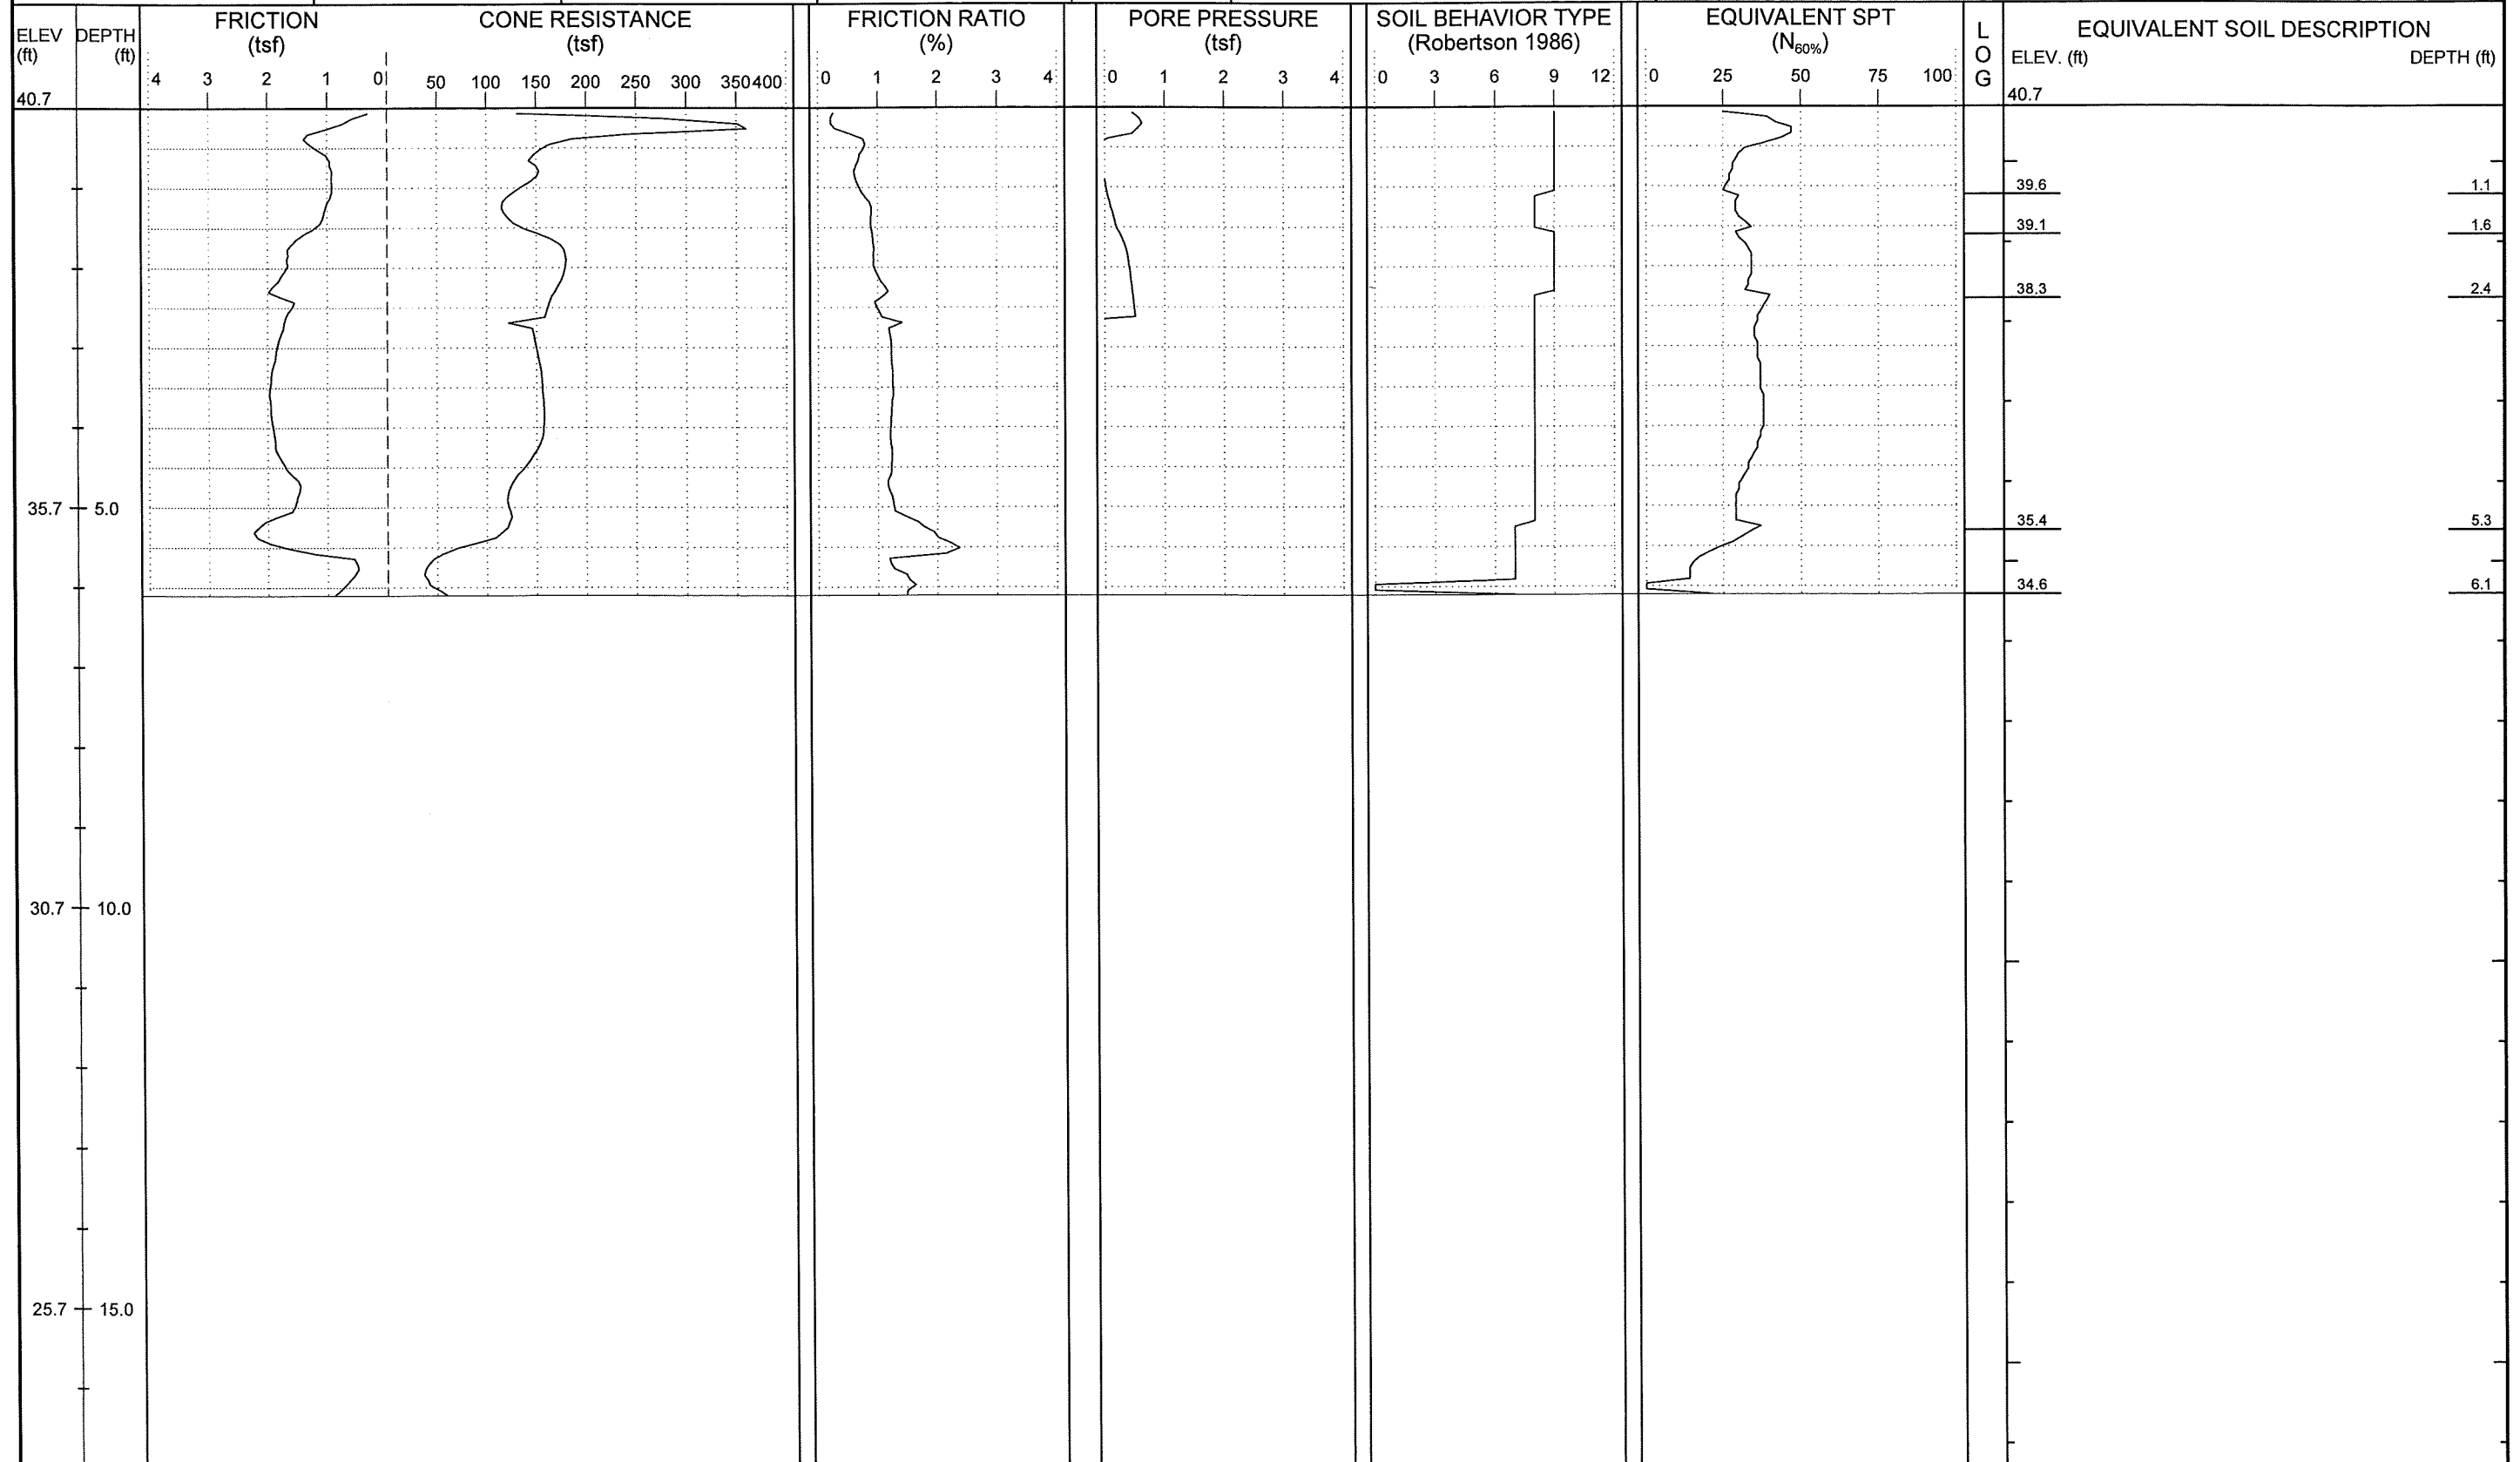 FRICTION CONE RESISTANCE FRICTION RATIO PORE PRESSURE SOIL BEHAVIOR TYPE EQUIVALENT SPT L EQUIVALENT SOIL DESCRIPTION
ELEV DEPTH (tsf) (tsf) (%) (tsf) (Robertson 1986) (N60%) O ELEV. (ft) DEPTH (ft)
(ft) (ft) G
4 3 2 1 0 50 100 150 200 250 300 350 400 0 1 2 3 4 0 1 2 3 4 0 3 6 9 12 0 25 50 75 100
40.7 40.7
39.6 1.1
39.1 1.6
38.3 2.4
35.7 5.0
35.4 5.3
34.6 6.1
30.7 10.0
25.7 15.0